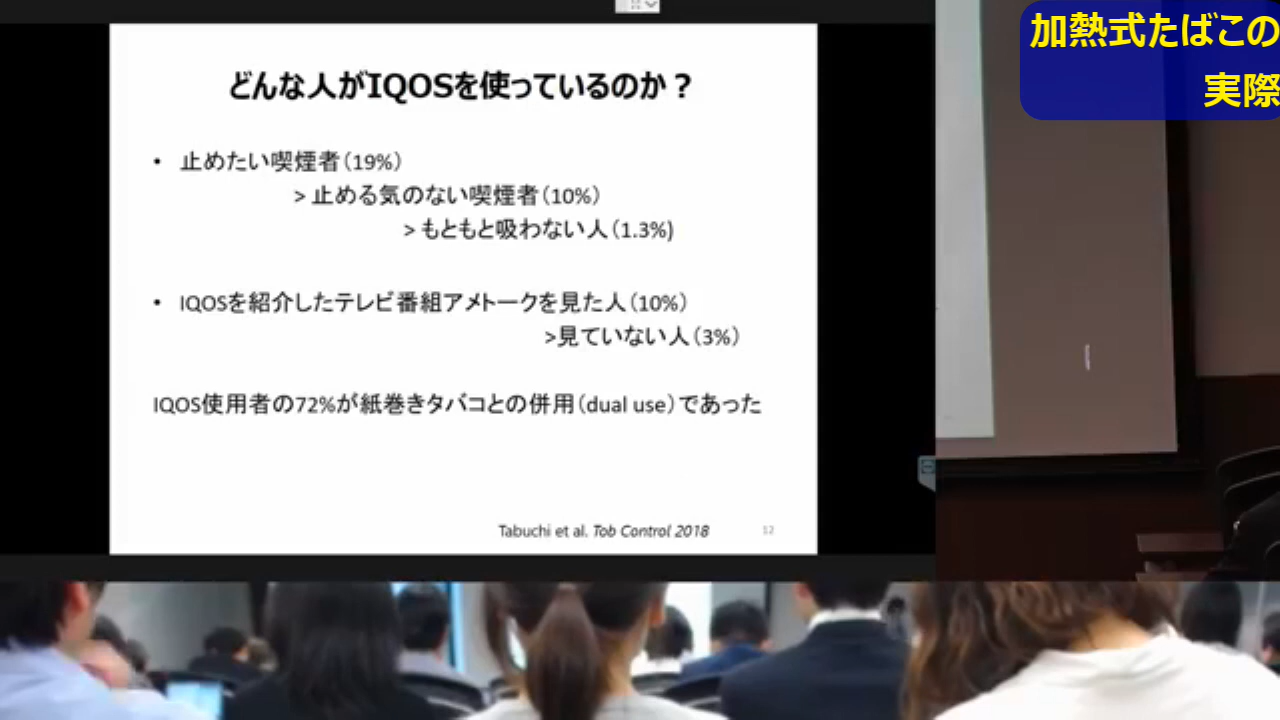 加熱式たばこの
実際
どんな人がIQOSを使っているのか？
• 止めたい喫煙者（19%）
> 止める気のない喫煙者（10%）
> もともと吸わない人（1.3%)
• IQOSを紹介したテレビ番組アメトークを見た人（10%）
>見ていない人（3%）
IQOS使用者の72%が紙巻きタバコとの併用（dual use）であった
Tabuchi et al. Tob Control 2018
12